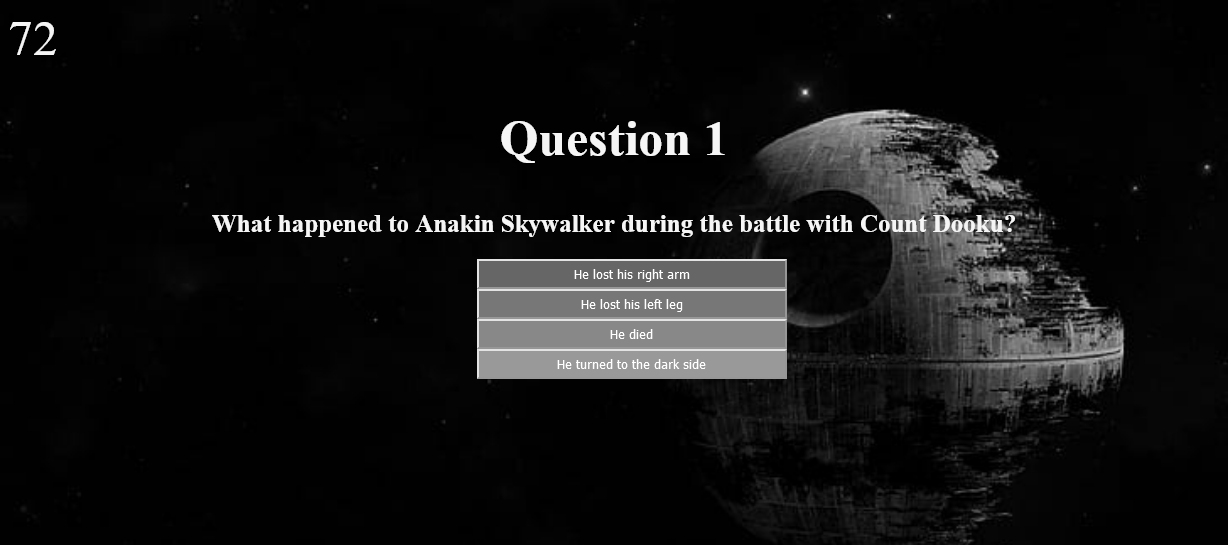 72
Question 1
What happened to Anakin Skywalker during the battle with Count Dooku?
He lost his right arm
He lost his left leg
He died
He turned to the dark side